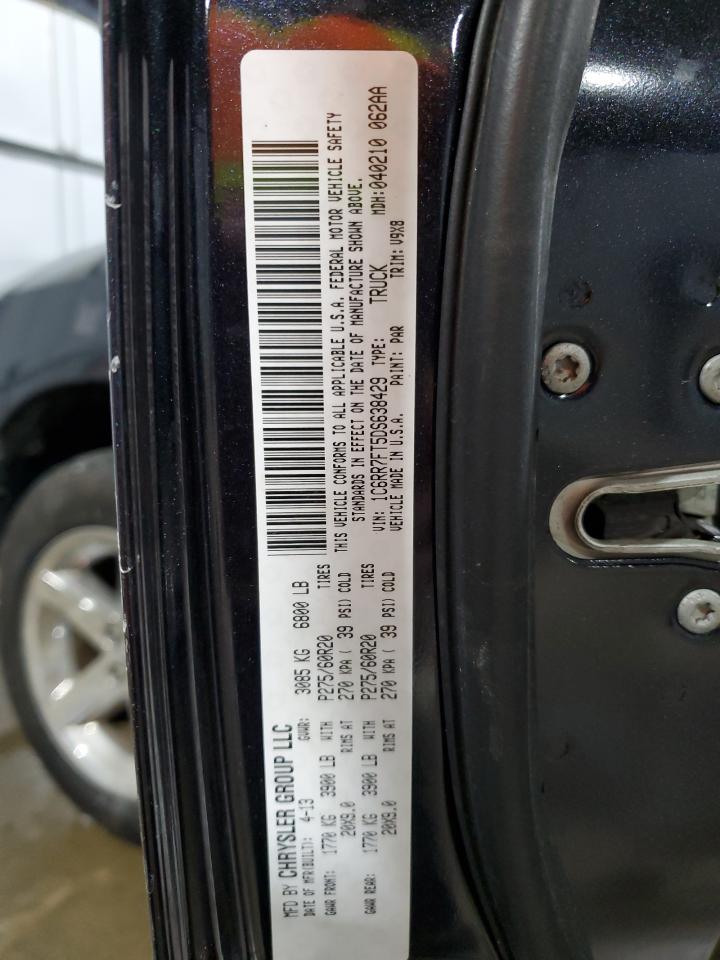 MFD BY CHRYSLER GROUP LLC
DATE OF MFR(BUILT): 4-13 GVWR: 3085 KG 6800 LB
GAWR FRONT: 1770 KG 3900 LB WITH P275/60R20 TIRES
20X9.0 RIMS AT 270 KPA ( 39 PSI) COLD
GAWR REAR: 1770 KG 3900 LB WITH P275/60R20 TIRES
20X9.0 RIMS AT 270 KPA ( 39 PSI) COLD
THIS VEHICLE CONFORMS TO ALL APPLICABLE U.S.A. FEDERAL MOTOR VEHICLE SAFETY
STANDARDS IN EFFECT ON THE DATE OF MANUFACTURE SHOWN ABOVE.
VIN: 1C6RR7FT5DS638429 TYPE: TRUCK MDH:040210 062AA
VEHICLE MADE IN U.S.A. PAINT: PAR TRIM: V9X8